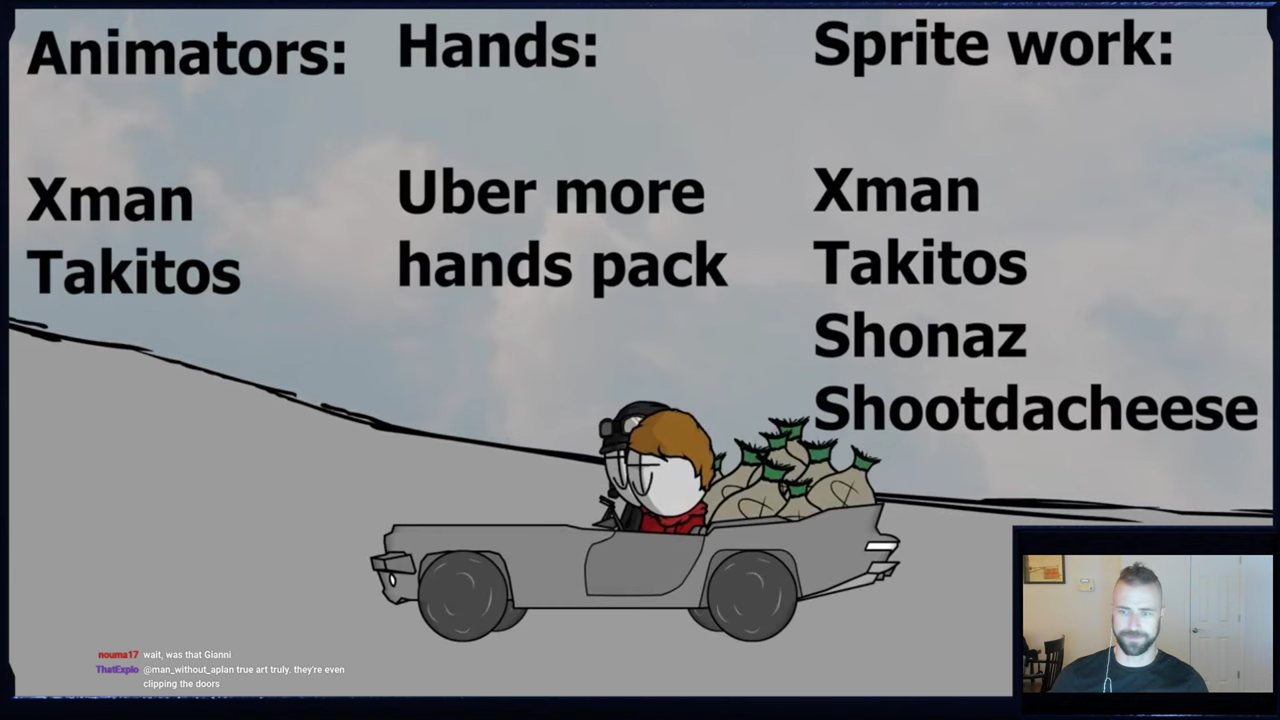 Animators:
Xman
Takitos
Hands:
Uber more
hands pack
Sprite work:
Xman
Takitos
Shonaz
Shootdacheese
nouma17 wait, was that Gianni
ThatExplo @man_without_aplan true art truly. they're even
clipping the doors